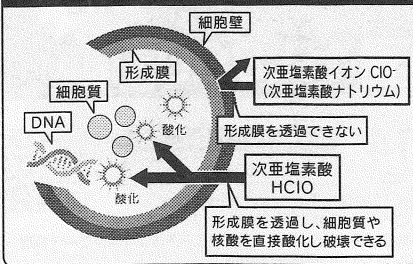 細胞壁
形成膜
細胞質
DNA
酸化
酸化
次亜塩素酸イオン ClO-
(次亜塩素酸ナトリウム)
形成膜を透過できない
次亜塩素酸
HClO
形成膜を透過し、細胞質や
核酸を直接酸化し破壊できる